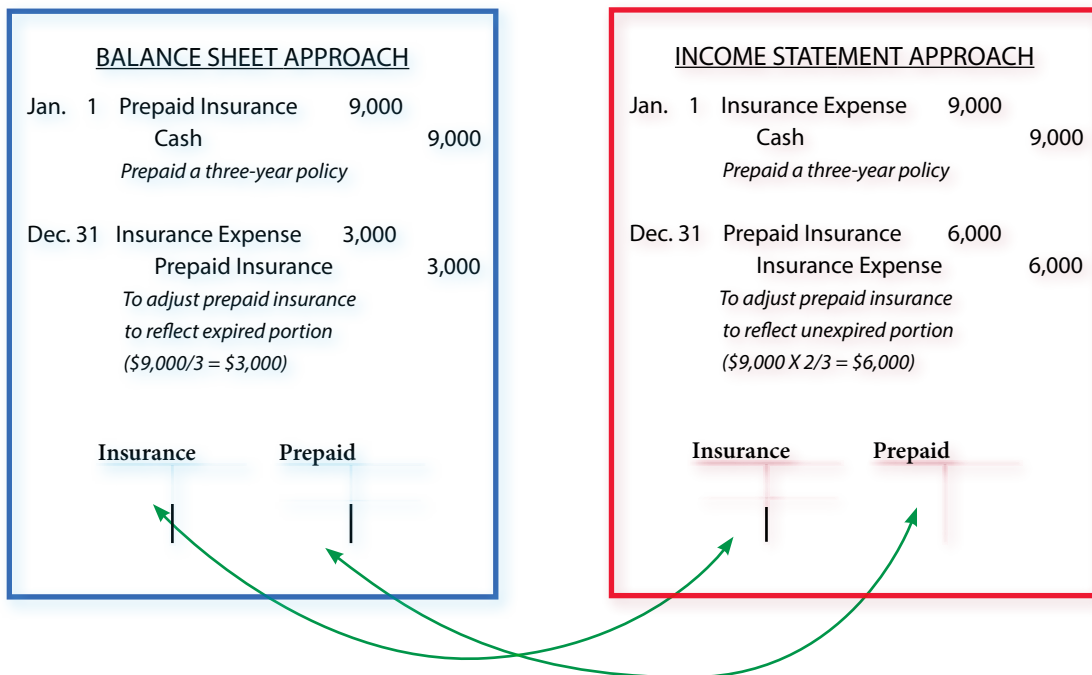 BALANCE SHEET APPROACH
Jan. 1 Prepaid Insurance 9,000
Cash 9,000
Prepaid a three-year policy
Dec. 31 Insurance Expense 3,000
Prepaid Insurance 3,000
To adjust prepaid insurance
to reflect expired portion
($9,000/3 = $3,000)
Insurance Prepaid
INCOME STATEMENT APPROACH
Jan. 1 Insurance Expense 9,000
Cash 9,000
Prepaid a three-year policy
Dec. 31 Prepaid Insurance 6,000
Insurance Expense 6,000
To adjust prepaid insurance
to reflect unexpired portion
($9,000 X 2/3 = $6,000)
Insurance Prepaid